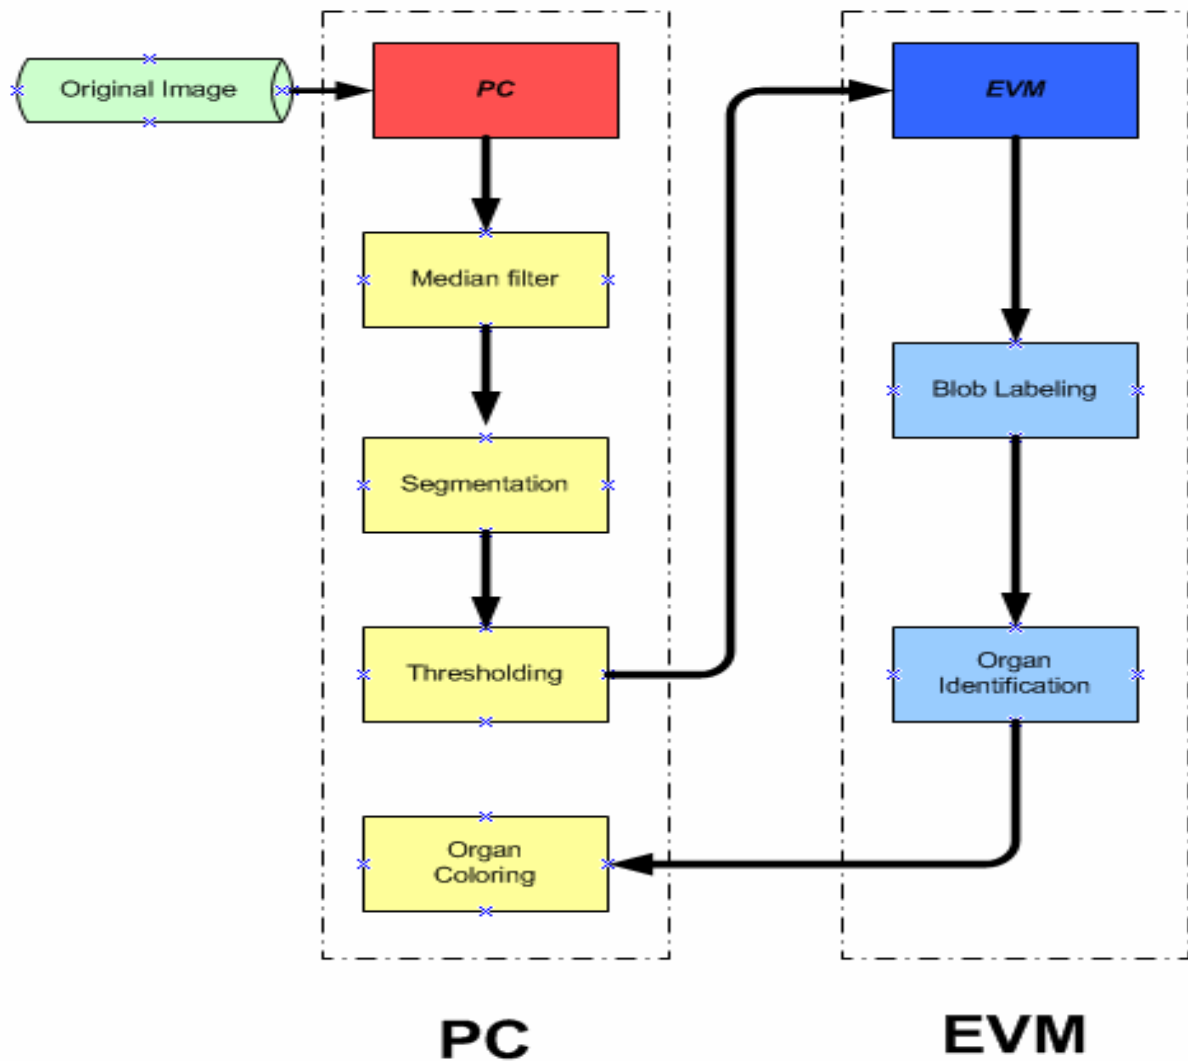 Original Image
PC
Median filter
Segmentation
Thresholding
Organ
Coloring
EVM
Blob Labeling
Organ
Identification
PC
EVM